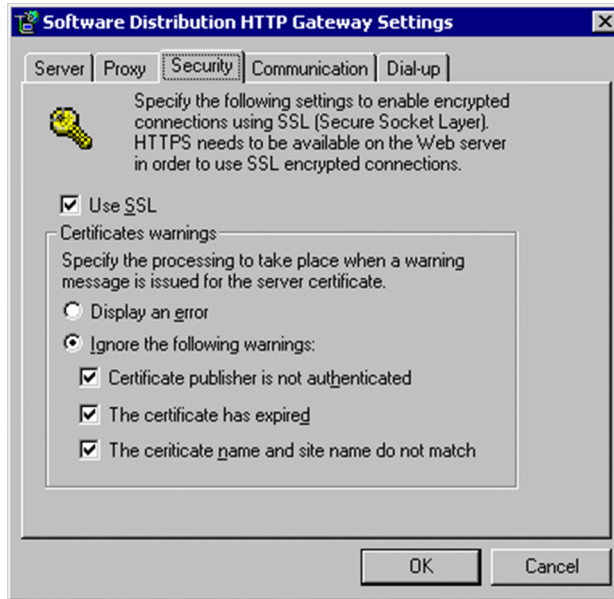 Software Distribution HTTP Gateway Settings
Server Proxy Security Communication Dial-up
Specify the following settings to enable encrypted
connections using SSL (Secure Socket Layer).
HTTPS needs to be available on the Web server
in order to use SSL encrypted connections.
Use SSL
Certificates warnings
Specify the processing to take place when a warning
message is issued for the server certificate.
Display an error
Ignore the following warnings:
Certificate publisher is not authenticated
The certificate has expired
The ceriticate name and site name do not match
OK Cancel